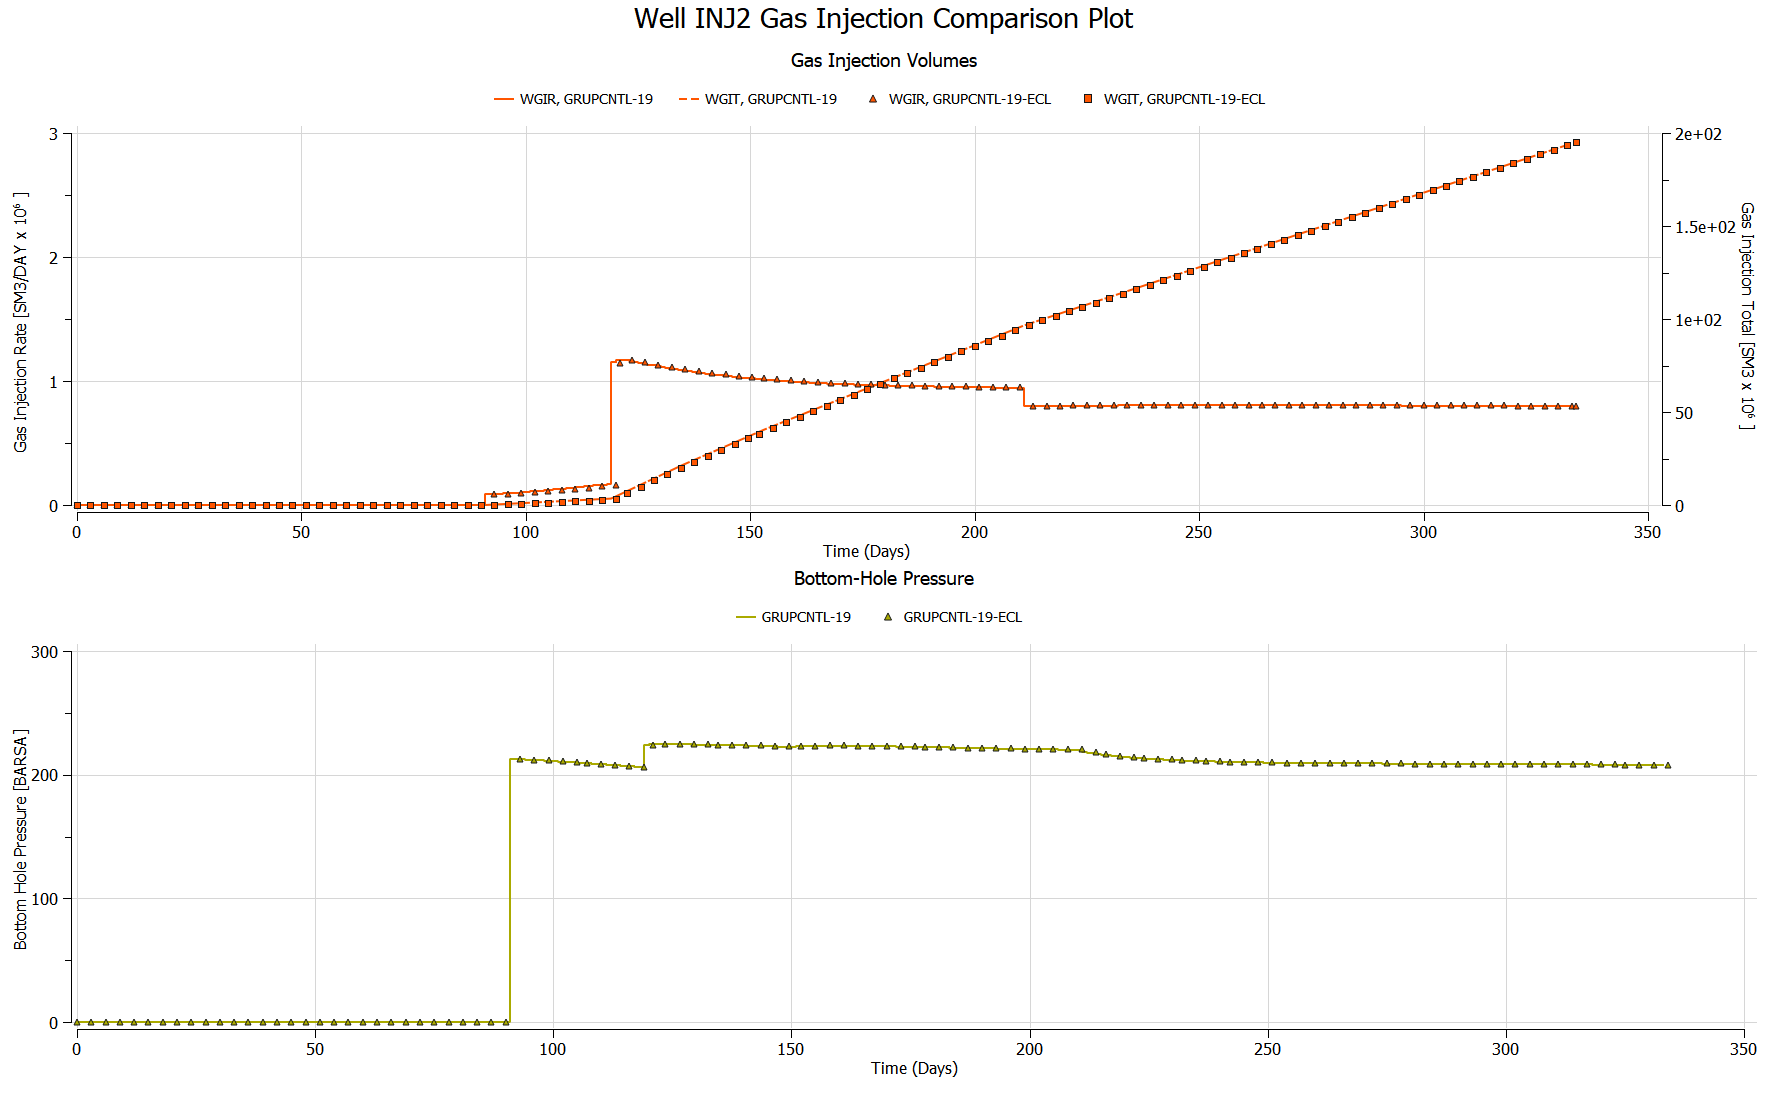 Well INJ2 Gas Injection Comparison Plot
Gas Injection Volumes
WGIR, GRUPCNTL-19 WGIT, GRUPCNTL-19 WGIR, GRUPCNTL-19-ECL WGIT, GRUPCNTL-19-ECL
Gas Injection Rate [SM3/DAY x 10⁶ ]
3
2
1
0
2e+02
1.5e+02
1e+02
50
0
Gas Injection Total [SM3 x 10⁶ ]
0 50 100 150 200 250 300 350
Time (Days)
Bottom-Hole Pressure
GRUPCNTL-19 GRUPCNTL-19-ECL
Bottom Hole Pressure [BARSA]
300
200
100
0
0 50 100 150 200 250 300 350
Time (Days)